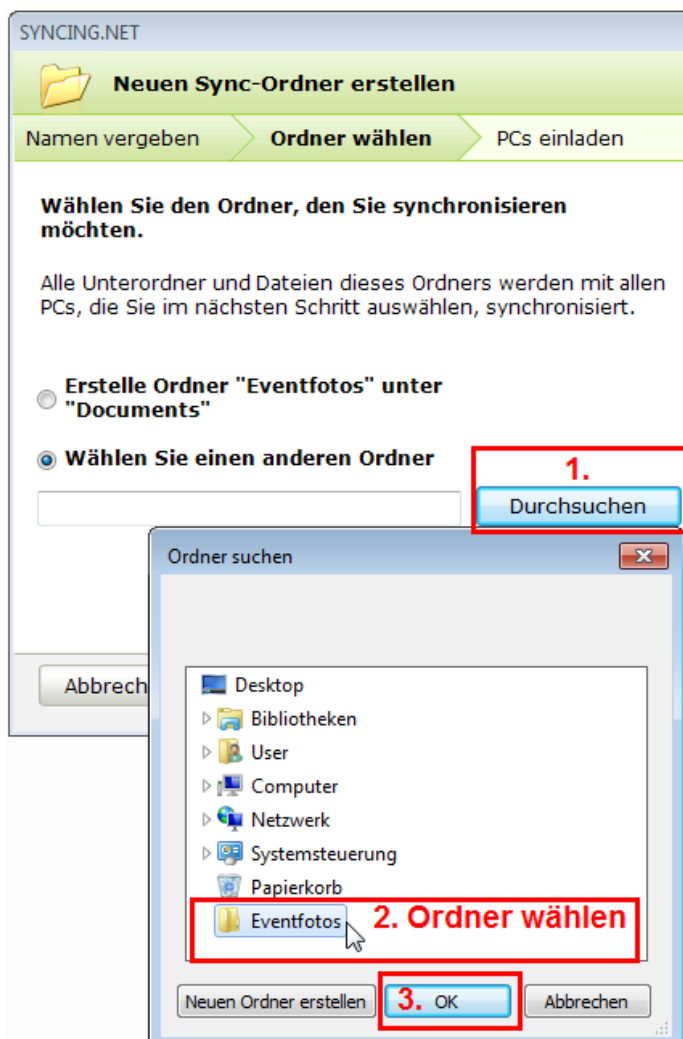 SYNCING.NET
Neuen Sync-Ordner erstellen
Namen vergeben Ordner wählen PCs einladen
Wählen Sie den Ordner, den Sie synchronisieren
möchten.
Alle Unterordner und Dateien dieses Ordners werden mit allen
PCs, die Sie im nächsten Schritt auswählen, synchronisiert.
Erstelle Ordner "Eventfotos" unter
"Documents"
Wählen Sie einen anderen Ordner
1.
Durchsuchen
Ordner suchen
Abbrech
Desktop
Bibliotheken
User
Computer
Netzwerk
Systemsteuerung
Papierkorb
Eventfotos 2. Ordner wählen
Neuen Ordner erstellen 3. OK Abbrechen